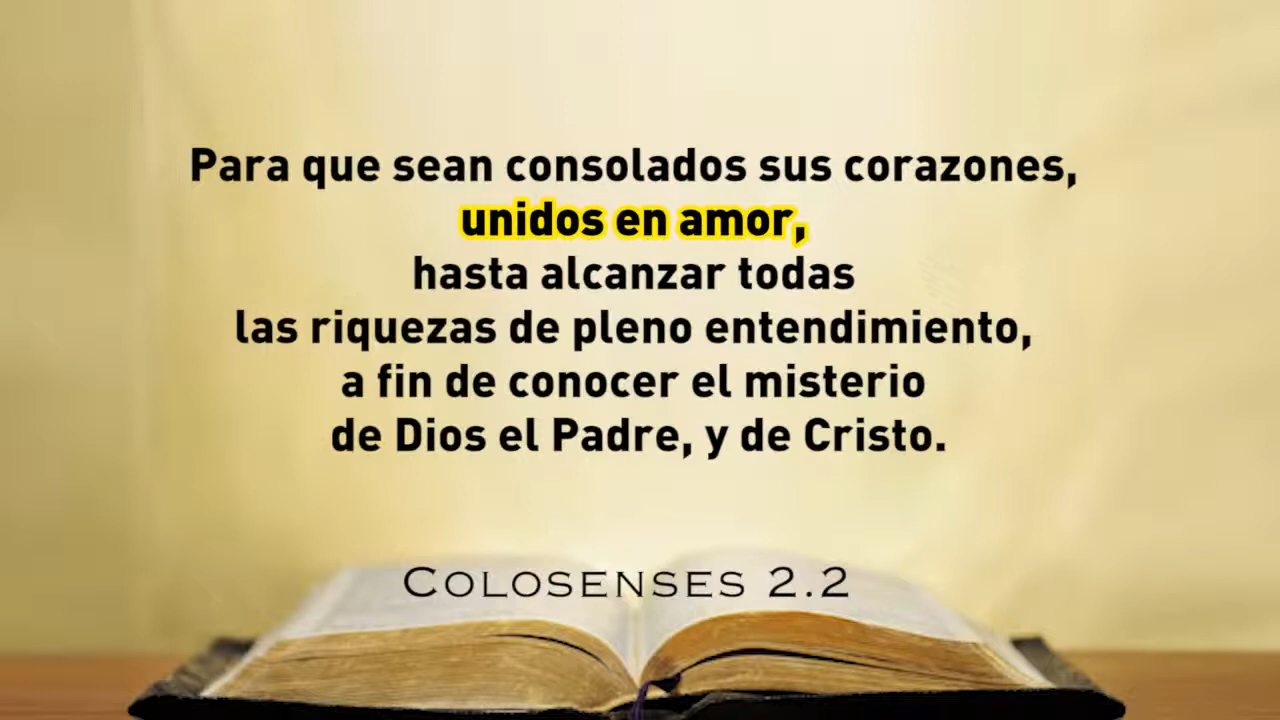 Para que sean consolados sus corazones,
unidos en amor,
hasta alcanzar todas
las riquezas de pleno entendimiento,
a fin de conocer el misterio
de Dios el Padre, y de Cristo.
Colosenses 2.2